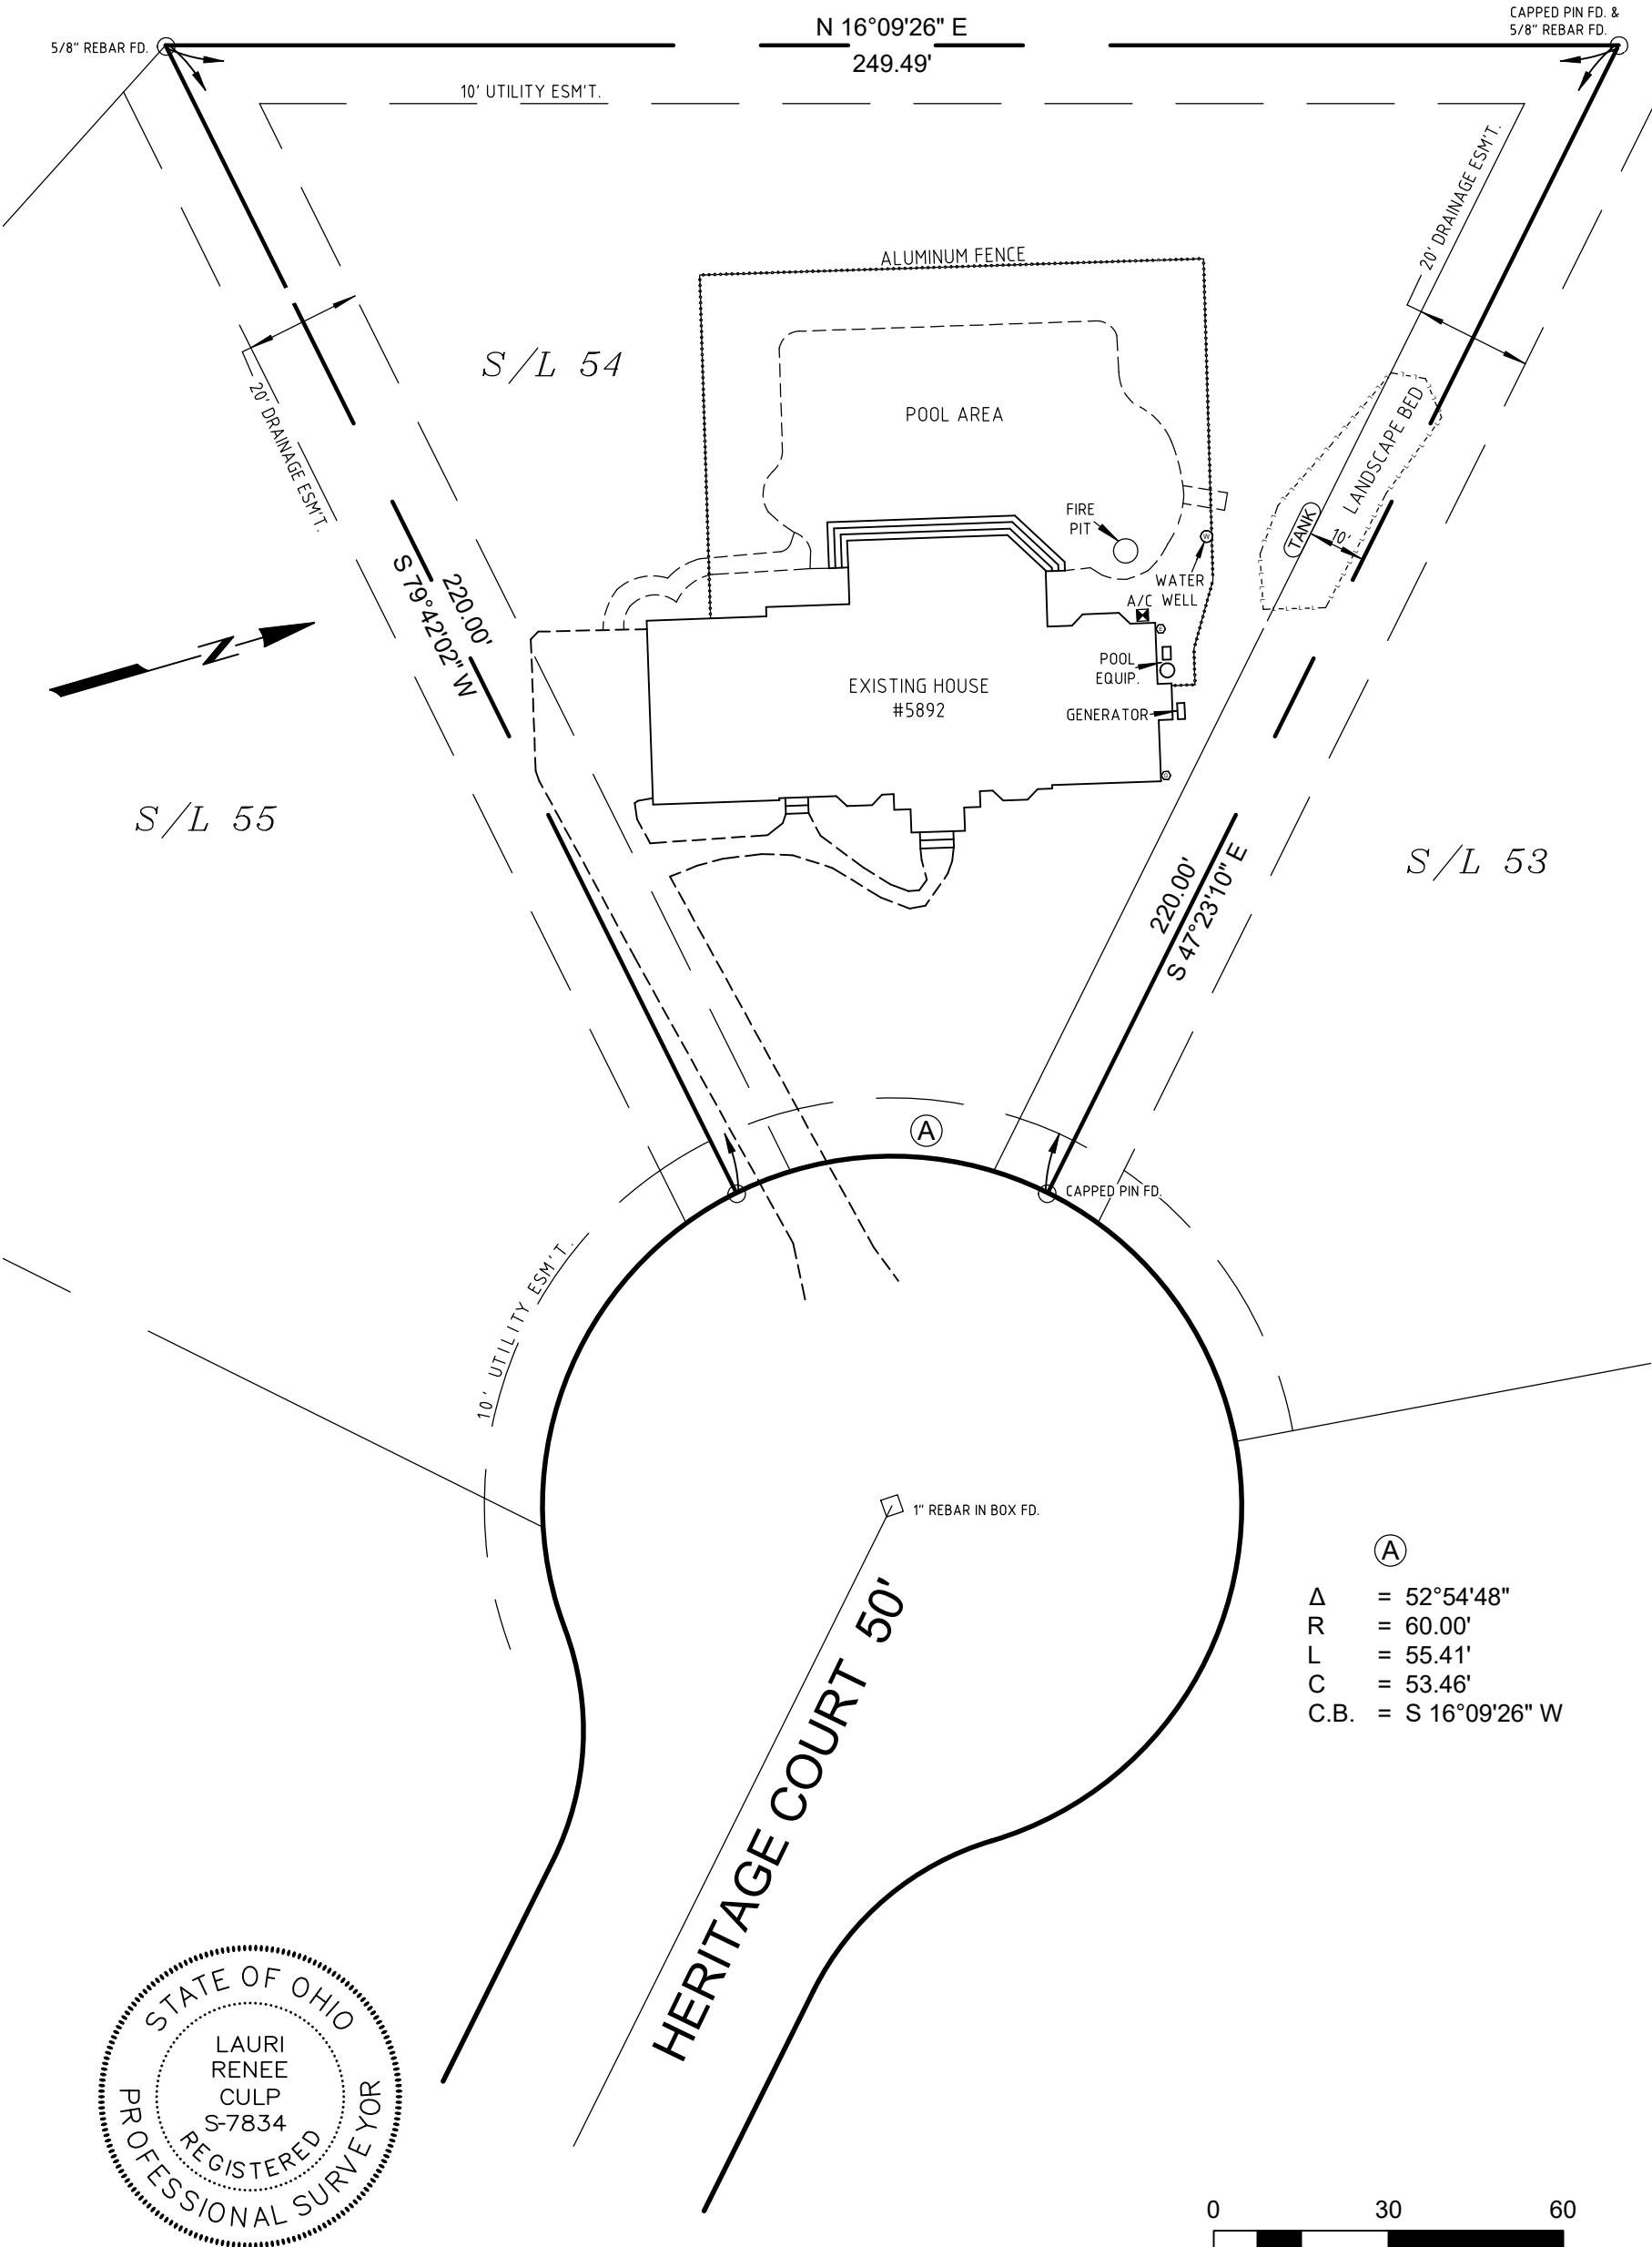 CAPPED PIN FD. &
5/8" REBAR FD.
5/8" REBAR FD.
N 16°09'26" E
249.49'
10' UTILITY ESM'T.
20' DRAINAGE ESM'T.
ALUMINUM FENCE
S/L 54
20' DRAINAGE ESM'T.
POOL AREA
LANDSCAPE BED
FIRE
PIT
TANK
10'
W
WATER
WELL
A/C
220.00'
S 79°42'02" W
N
POOL
EQUIP.
EXISTING HOUSE
#5892
GENERATOR
S/L 55
S/L 53
220.00'
S 47°23'10" E
A
CAPPED PIN FD.
10' UTILITY ESM'T.
1" REBAR IN BOX FD.
HERITAGE COURT 50'
A
Δ = 52°54'48"
R = 60.00'
L = 55.41'
C = 53.46'
C.B. = S 16°09'26" W
STATE OF OHIO
LAURI
RENEE
CULP
S-7834
REGISTERED
PROFESSIONAL SURVEYOR
0 30 60